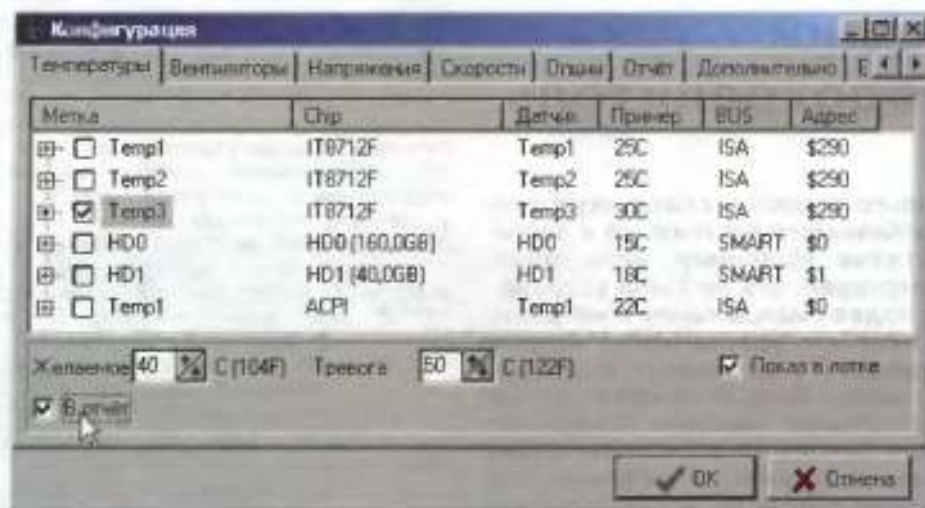 Конфигурация
Температуры Вентиляторы Напряжения Скорости Опции Отчёт Дополнительно Е
Метка Chip Датчик Пример BUS Адрес
Temp1 IT8712F Temp1 25C ISA $290
Temp2 IT8712F Temp2 25C ISA $290
Temp3 IT8712F Temp3 30C ISA $290
HD0 HD0 (160,0GB) HD0 15C SMART $0
HD1 HD1 (40,0GB) HD1 18C SMART $1
Temp1 ACPI Temp1 22C ISA $0
Желаемое 40 C (104F) Тревога 50 C (122F) Показ в лотке
В отчёт
OK Отмена